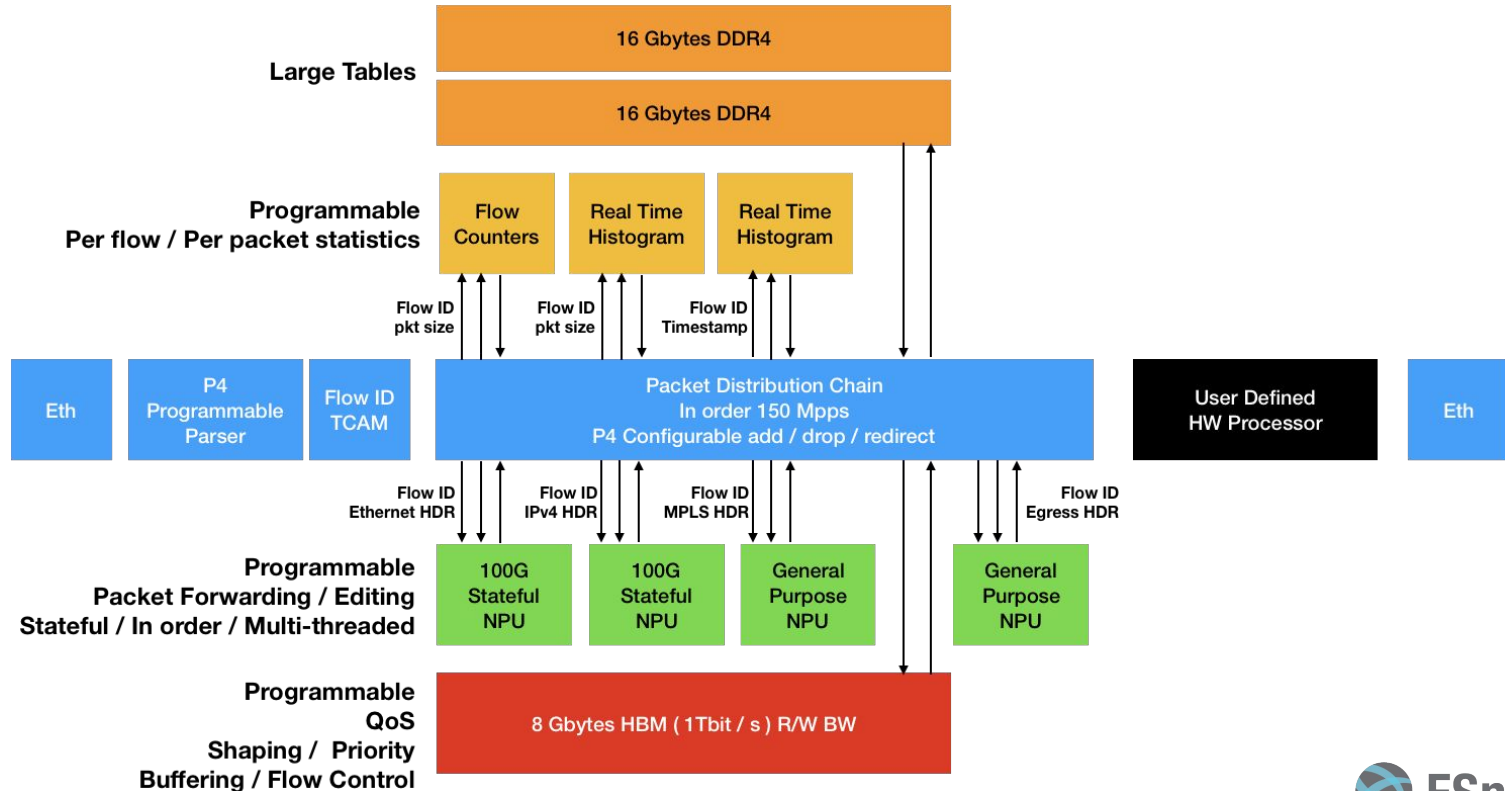 16 Gbytes DDR4
Large Tables
16 Gbytes DDR4
Programmable
Per flow / Per packet statistics
Flow
Counters
Real Time
Histogram
Real Time
Histogram
Flow ID
pkt size
Flow ID
pkt size
Flow ID
Timestamp
Eth
P4
Programmable
Parser
Flow ID
TCAM
Packet Distribution Chain
In order 150 Mpps
P4 Configurable add / drop / redirect
User Defined
HW Processor
Eth
Flow ID
Ethernet HDR
Flow ID
IPv4 HDR
Flow ID
MPLS HDR
Flow ID
Egress HDR
Programmable
Packet Forwarding / Editing
Stateful / In order / Multi-threaded
100G
Stateful
NPU
100G
Stateful
NPU
General
Purpose
NPU
General
Purpose
NPU
Programmable
QoS
Shaping / Priority
Buffering / Flow Control
8 Gbytes HBM ( 1Tbit / s ) R/W BW